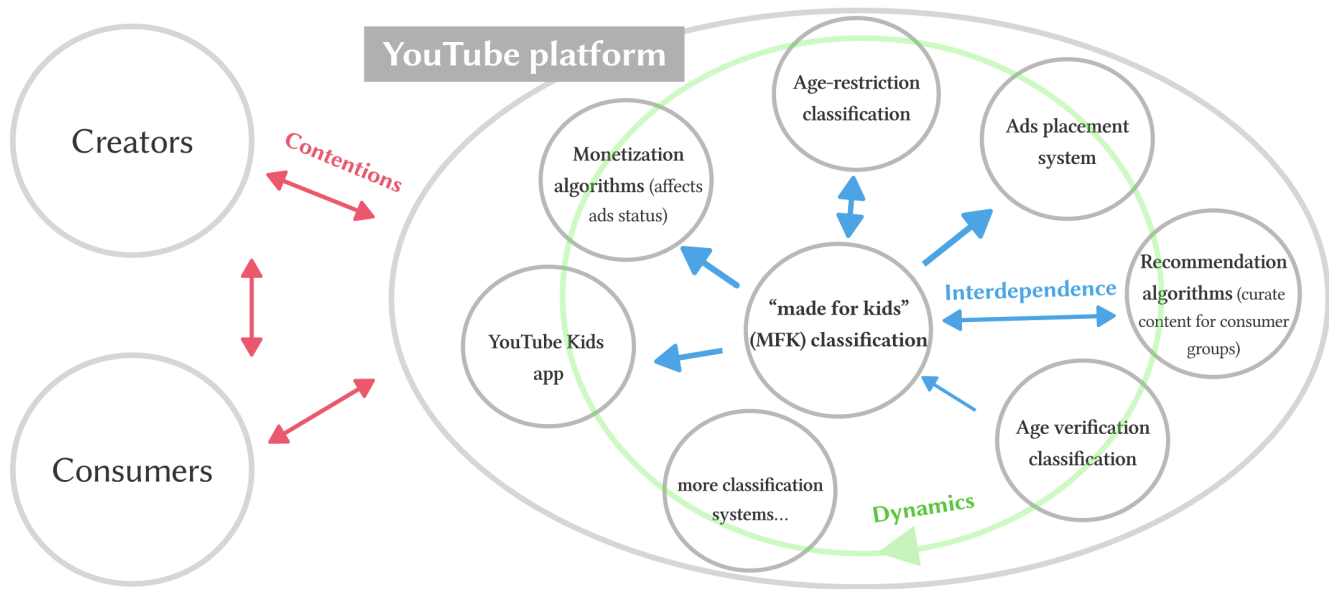 YouTube platform
Creators
Contentions
Consumers
Age-restriction
classification
Ads placement
system
Monetization
algorithms (affects
ads status)
Recommendation
algorithms (curate
content for consumer
groups)
Interdependence
“made for kids”
(MFK) classification
YouTube Kids
app
Age verification
classification
more classification
systems...
Dynamics